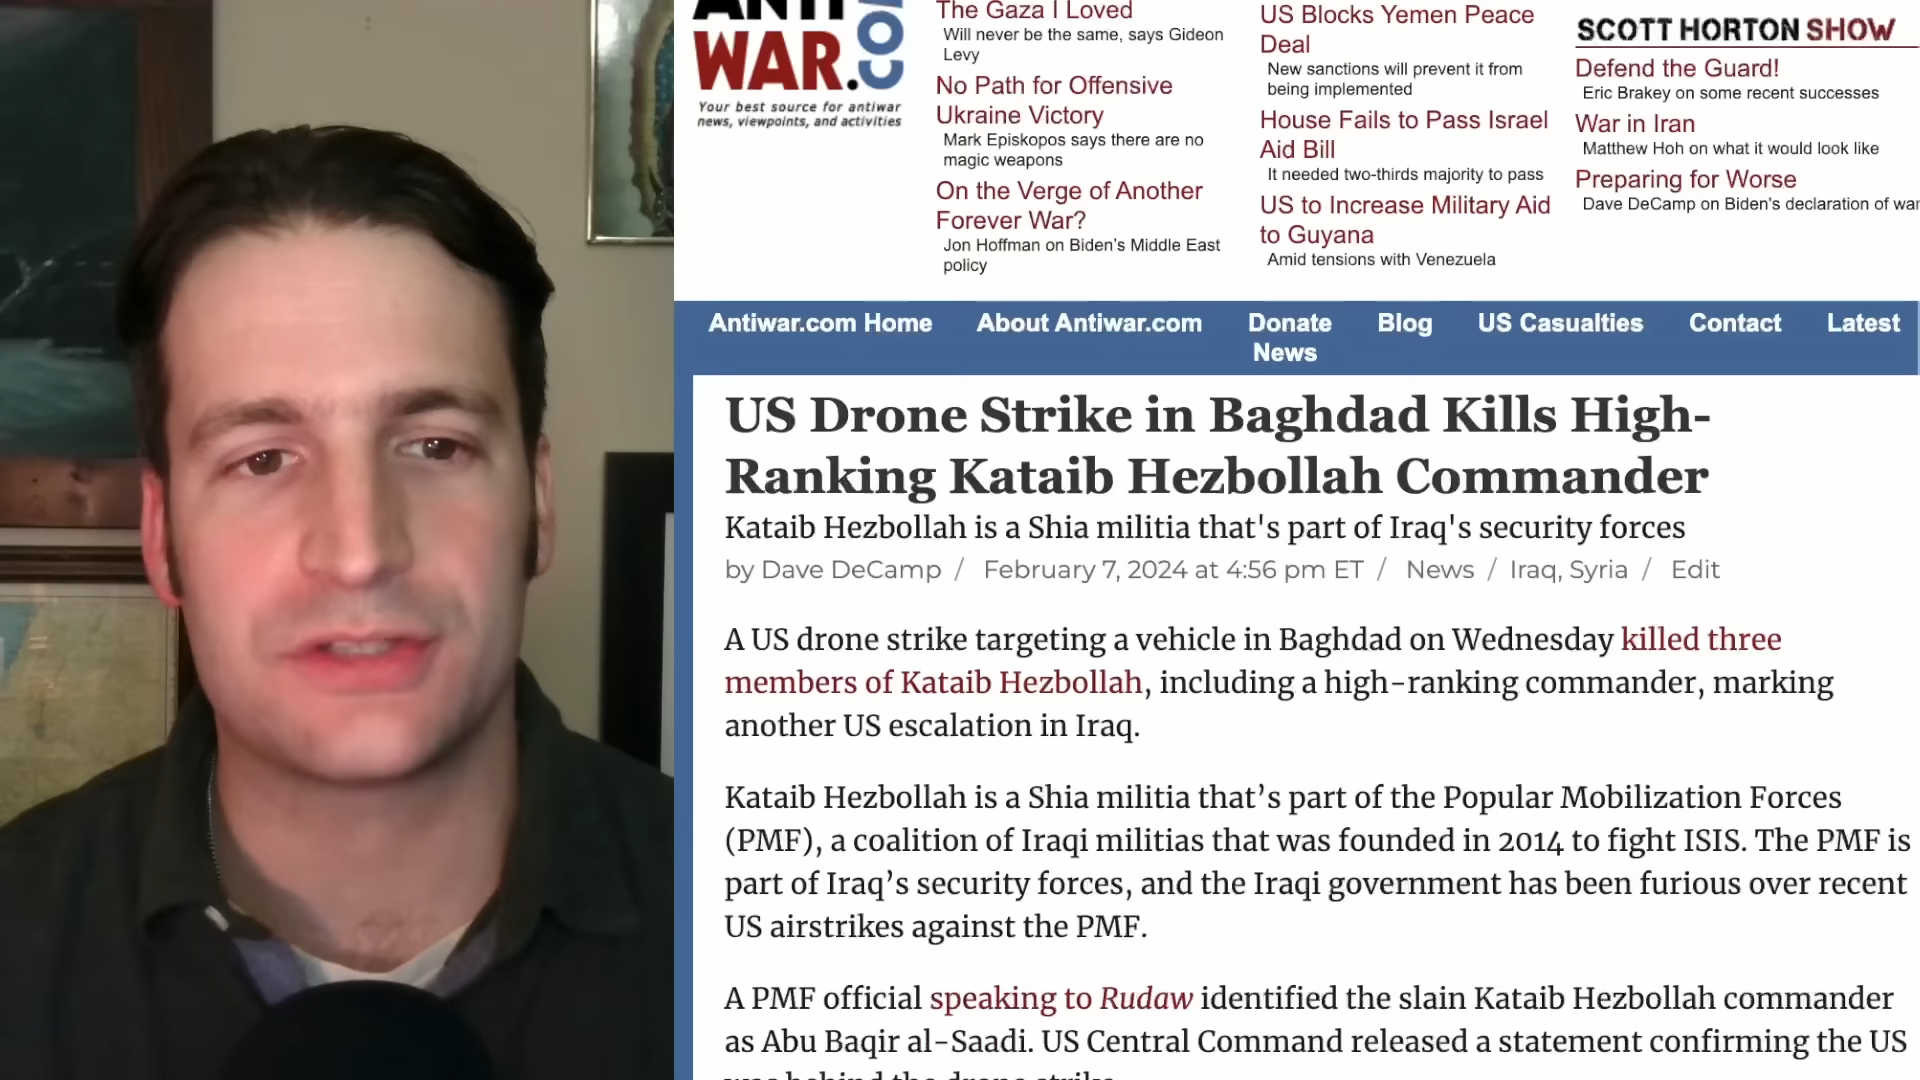 ANTI
WAR.COM
Your best source for antiwar
news, viewpoints, and activities
The Gaza I Loved
Will never be the same, says Gideon
Levy
No Path for Offensive
Ukraine Victory
Mark Episkopos says there are no
magic weapons
On the Verge of Another
Forever War?
Jon Hoffman on Biden's Middle East
policy
US Blocks Yemen Peace
Deal
New sanctions will prevent it from
being implemented
House Fails to Pass Israel
Aid Bill
It needed two-thirds majority to pass
US to Increase Military Aid
to Guyana
Amid tensions with Venezuela
SCOTT HORTON SHOW
Defend the Guard!
Eric Brakey on some recent successes
War in Iran
Matthew Hoh on what it would look like
Preparing for Worse
Dave DeCamp on Biden's declaration of war
Antiwar.com Home About Antiwar.com Donate Blog US Casualties Contact Latest
News
US Drone Strike in Baghdad Kills High-
Ranking Kataib Hezbollah Commander
Kataib Hezbollah is a Shia militia that's part of Iraq's security forces
by Dave DeCamp / February 7, 2024 at 4:56 pm ET / News / Iraq, Syria / Edit
A US drone strike targeting a vehicle in Baghdad on Wednesday killed three
members of Kataib Hezbollah, including a high-ranking commander, marking
another US escalation in Iraq.
Kataib Hezbollah is a Shia militia that’s part of the Popular Mobilization Forces
(PMF), a coalition of Iraqi militias that was founded in 2014 to fight ISIS. The PMF is
part of Iraq’s security forces, and the Iraqi government has been furious over recent
US airstrikes against the PMF.
A PMF official speaking to Rudaw identified the slain Kataib Hezbollah commander
as Abu Baqir al-Saadi. US Central Command released a statement confirming the US
was behind the drone strike.